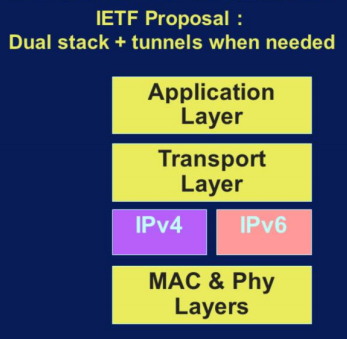 IETF Proposal :
Dual stack + tunnels when needed
Application
Layer
Transport
Layer
IPv4 IPv6
MAC & Phy
Layers